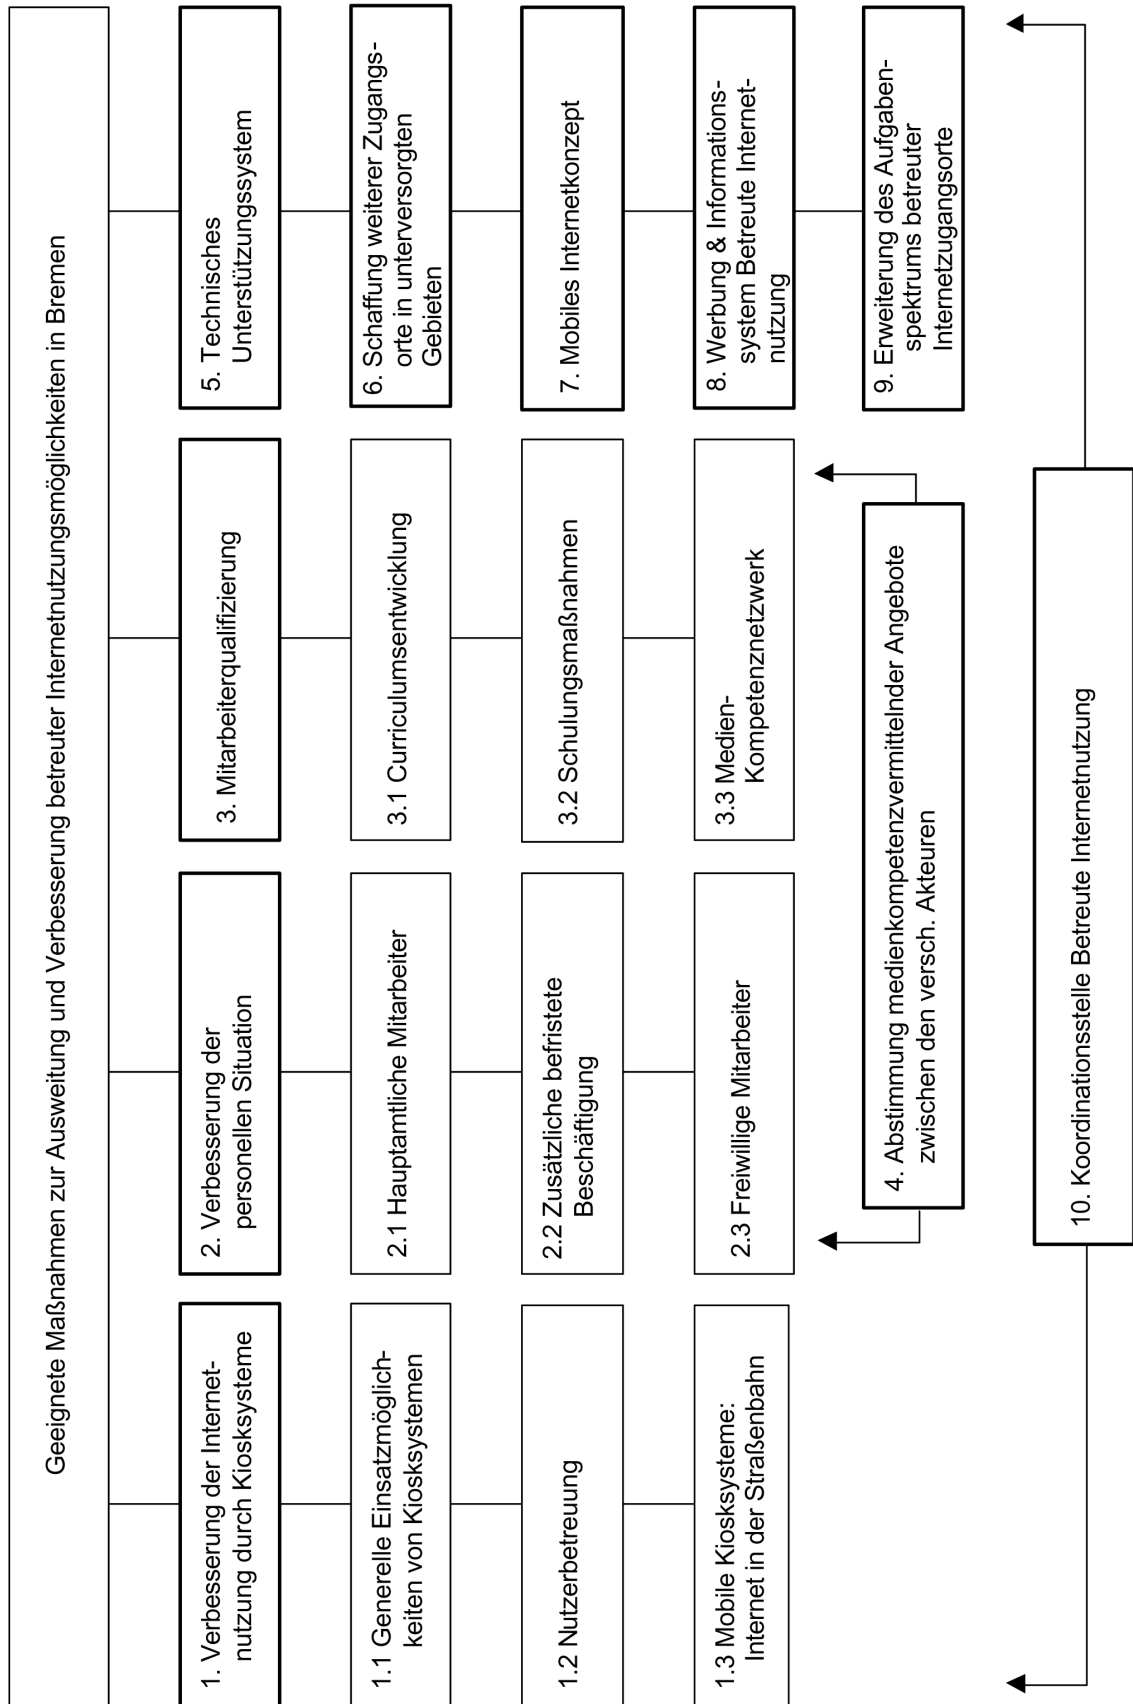 Geeignete Maßnahmen zur Ausweitung und Verbesserung betreuter Internetnutzungsmöglichkeiten in Bremen
1. Verbesserung der Internet-
nutzung durch Kiosksysteme
1.1 Generelle Einsatzmöglich-
keiten von Kiosksystemen
1.2 Nutzerbetreuung
1.3 Mobile Kiosksysteme:
Internet in der Straßenbahn
2. Verbesserung der
personellen Situation
2.1 Hauptamtliche Mitarbeiter
2.2 Zusätzliche befristete
Beschäftigung
2.3 Freiwillige Mitarbeiter
3. Mitarbeiterqualifizierung
3.1 Curriculumsentwicklung
3.2 Schulungsmaßnahmen
3.3 Medien-
Kompetenznetzwerk
4. Abstimmung medienkompetenzvermittelnder Angebote
zwischen den versch. Akteuren
5. Technisches
Unterstützungssystem
6. Schaffung weiterer Zugangs-
orte in unterversorgten
Gebieten
7. Mobiles Internetkonzept
8. Werbung & Informations-
system Betreute Internet-
nutzung
9. Erweiterung des Aufgaben-
spektrums betreuter
Internetzugangsorte
10. Koordinationsstelle Betreute Internetnutzung